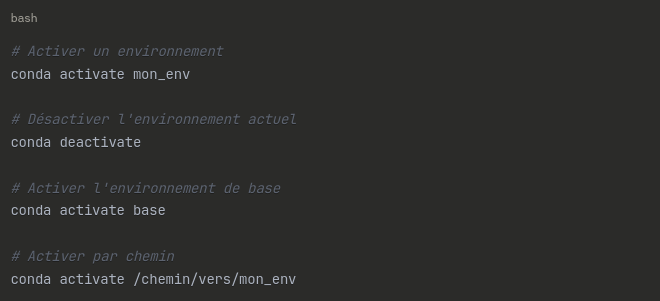 bash
# Activer un environnement
conda activate mon_env
# Désactiver l'environnement actuel
conda deactivate
# Activer l'environnement de base
conda activate base
# Activer par chemin
conda activate /chemin/vers/mon_env